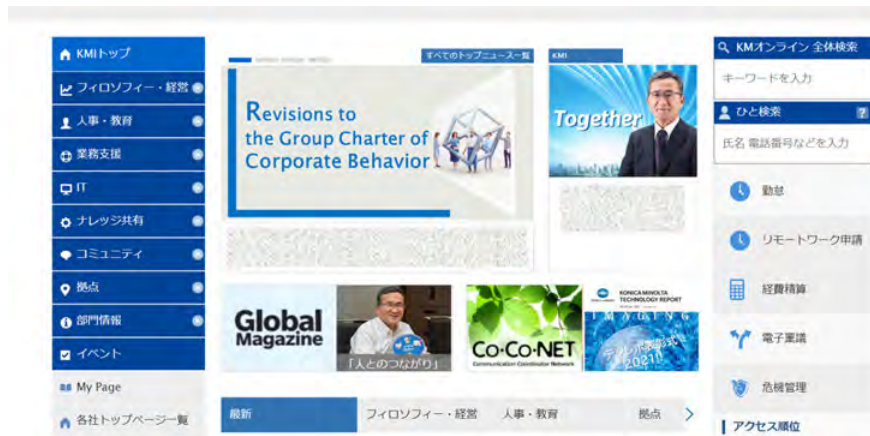 KMIトップ
フィロソフィー・経営
人事・教育
業務支援
IT
ナレッジ共有
コミュニティ
拠点
部門情報
イベント
My Page
各社トップページ一覧
すべてのトップニュース一覧
Revisions to
the Group Charter of
Corporate Behavior
KMI
Together
Global
Magazine
「人とのつながり」
Co·Co·NET
Communication Coordinator Network
KONICA MINOLTA
TECHNOLOGY REPORT
IMAGING
2021!!
最新
フィロソフィー・経営
人事・教育
拠点
KMオンライン 全体検索
キーワードを入力
ひと検索
?
氏名 電話番号などを入力
勤怠
リモートワーク申請
経費精算
電子稟議
危機管理
アクセス順位